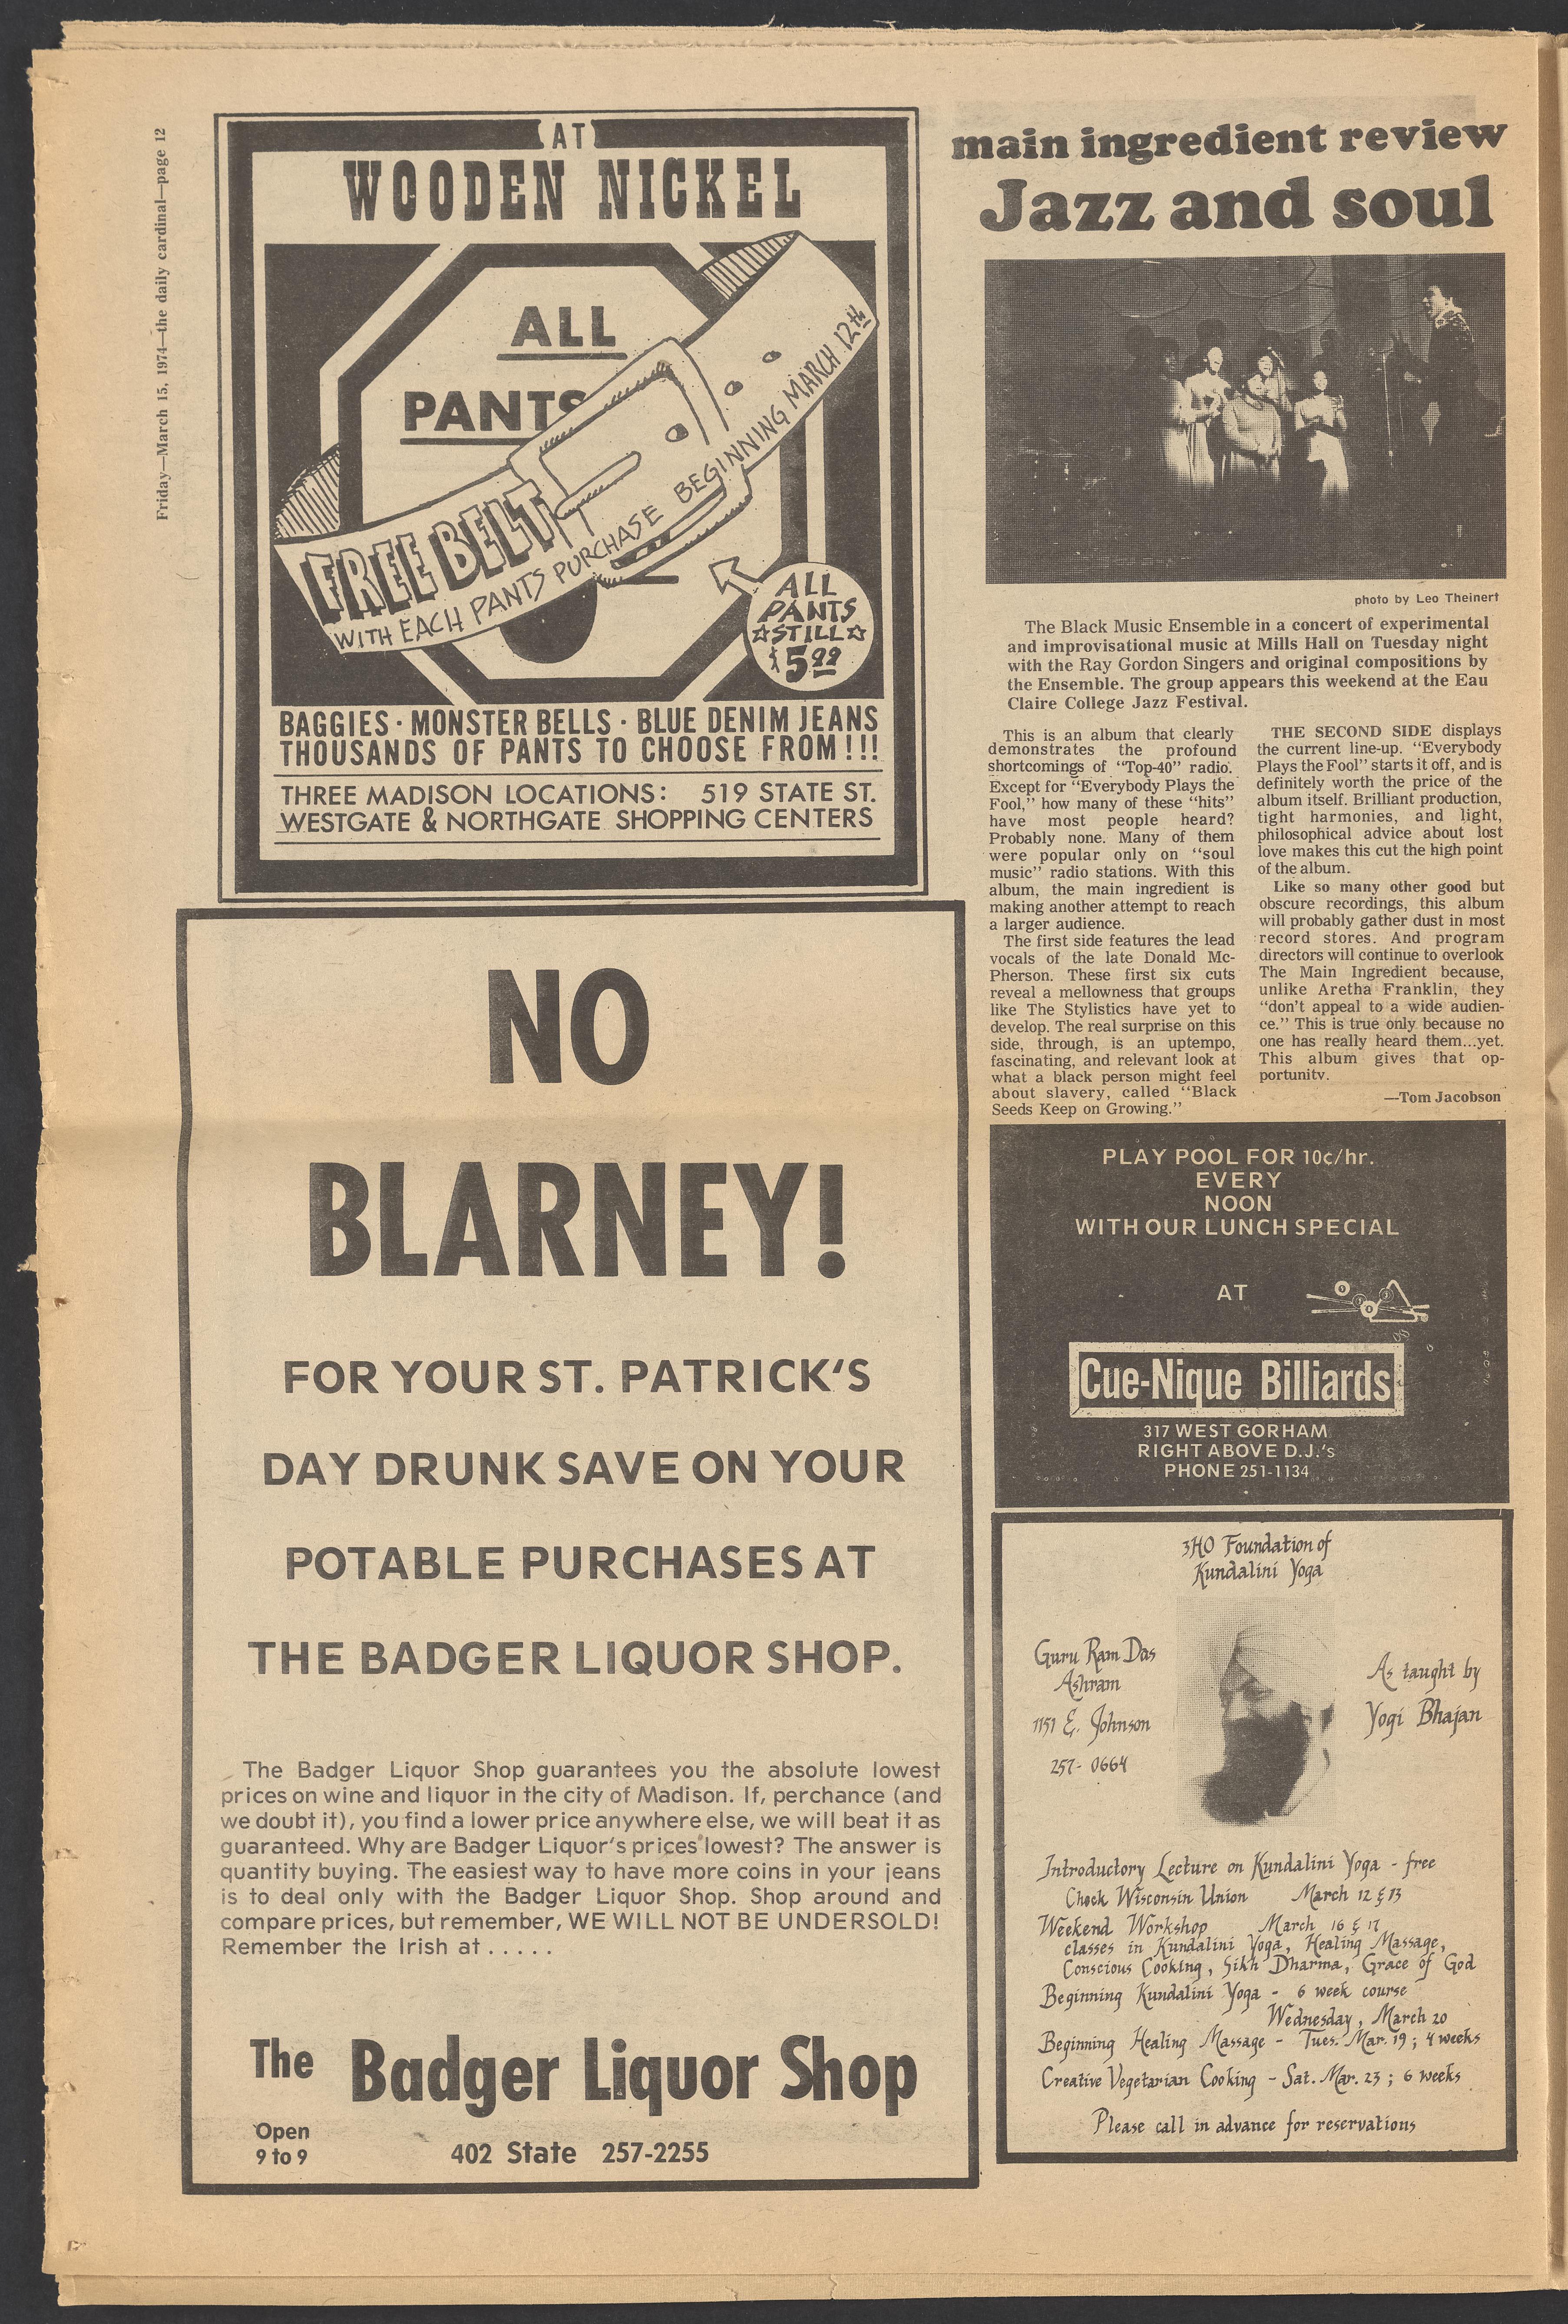 Friday—March 15, 1974—the daily cardinal—page 12
AT
WOODEN NICKEL
ALL
PANTS
FREE BELT
WITH EACH PANTS PURCHASE BEGINNING MARCH 12th
ALL
PANTS
☆STILL☆
$5.99
BAGGIES · MONSTER BELLS · BLUE DENIM JEANS
THOUSANDS OF PANTS TO CHOOSE FROM!!!
THREE MADISON LOCATIONS: 519 STATE ST.
WESTGATE & NORTHGATE SHOPPING CENTERS
NO
BLARNEY!
FOR YOUR ST. PATRICK'S
DAY DRUNK SAVE ON YOUR
POTABLE PURCHASES AT
THE BADGER LIQUOR SHOP.
The Badger Liquor Shop guarantees you the absolute lowest
prices on wine and liquor in the city of Madison. If, perchance (and
we doubt it), you find a lower price anywhere else, we will beat it as
guaranteed. Why are Badger Liquor's prices lowest? The answer is
quantity buying. The easiest way to have more coins in your jeans
is to deal only with the Badger Liquor Shop. Shop around and
compare prices, but remember, WE WILL NOT BE UNDERSOLD!
Remember the Irish at . . . . .
The Badger Liquor Shop
Open
9 to 9
402 State 257-2255
main ingredient review
Jazz and soul
photo by Leo Theinert
The Black Music Ensemble in a concert of experimental
and improvisational music at Mills Hall on Tuesday night
with the Ray Gordon Singers and original compositions by
the Ensemble. The group appears this weekend at the Eau
Claire College Jazz Festival.
This is an album that clearly
demonstrates the profound
shortcomings of "Top-40" radio.
Except for "Everybody Plays the
Fool," how many of these "hits"
have most people heard?
Probably none. Many of them
were popular only on "soul
music" radio stations. With this
album, the main ingredient is
making another attempt to reach
a larger audience.
The first side features the lead
vocals of the late Donald Mc-
Pherson. These first six cuts
reveal a mellowness that groups
like The Stylistics have yet to
develop. The real surprise on this
side, through, is an uptempo,
fascinating, and relevant look at
what a black person might feel
about slavery, called "Black
Seeds Keep on Growing."
THE SECOND SIDE displays
the current line-up. "Everybody
Plays the Fool" starts it off, and is
definitely worth the price of the
album itself. Brilliant production,
tight harmonies, and light,
philosophical advice about lost
love makes this cut the high point
of the album.
Like so many other good but
obscure recordings, this album
will probably gather dust in most
record stores. And program
directors will continue to overlook
The Main Ingredient because,
unlike Aretha Franklin, they
"don't appeal to a wide audien-
ce." This is true only because no
one has really heard them...yet.
This album gives that op-
portunity.
—Tom Jacobson
PLAY POOL FOR 10¢/hr.
EVERY
NOON
WITH OUR LUNCH SPECIAL
AT
Cue-Nique Billiards
317 WEST GORHAM
RIGHT ABOVE D.J.'s
PHONE 251-1134
3HO Foundation of
Kundalini Yoga
Guru Ram Das
Ashram
1151 E. Johnson
257-0664
As taught by
Yogi Bhajan
Introductory Lecture on Kundalini Yoga - free
Check Wisconsin Union March 12 & 13
Weekend Workshop March 16 & 17
classes in Kundalini Yoga, Healing Massage,
Conscious Cooking, Sikh Dharma, Grace of God
Beginning Kundalini Yoga - 6 week course
Wednesday, March 20
Beginning Healing Massage - Tues. Mar. 19; 4 weeks
Creative Vegetarian Cooking - Sat. Mar. 23; 6 weeks
Please call in advance for reservations